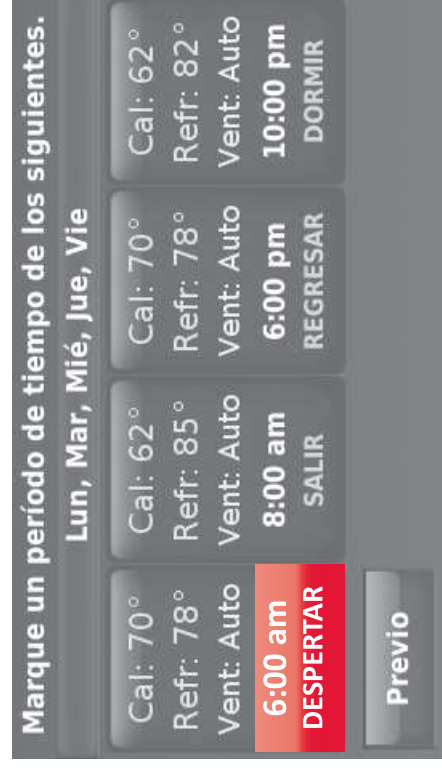 Marque un período de tiempo de los siguientes.
Lun, Mar, Mié, Jue, Vie
Cal: 70°
Refr: 78°
Vent: Auto
6:00 am
DESPERTAR
Cal: 62°
Refr: 85°
Vent: Auto
8:00 am
SALIR
Cal: 70°
Refr: 78°
Vent: Auto
6:00 pm
REGRESAR
Cal: 62°
Refr: 82°
Vent: Auto
10:00 pm
DORMIR
Previo